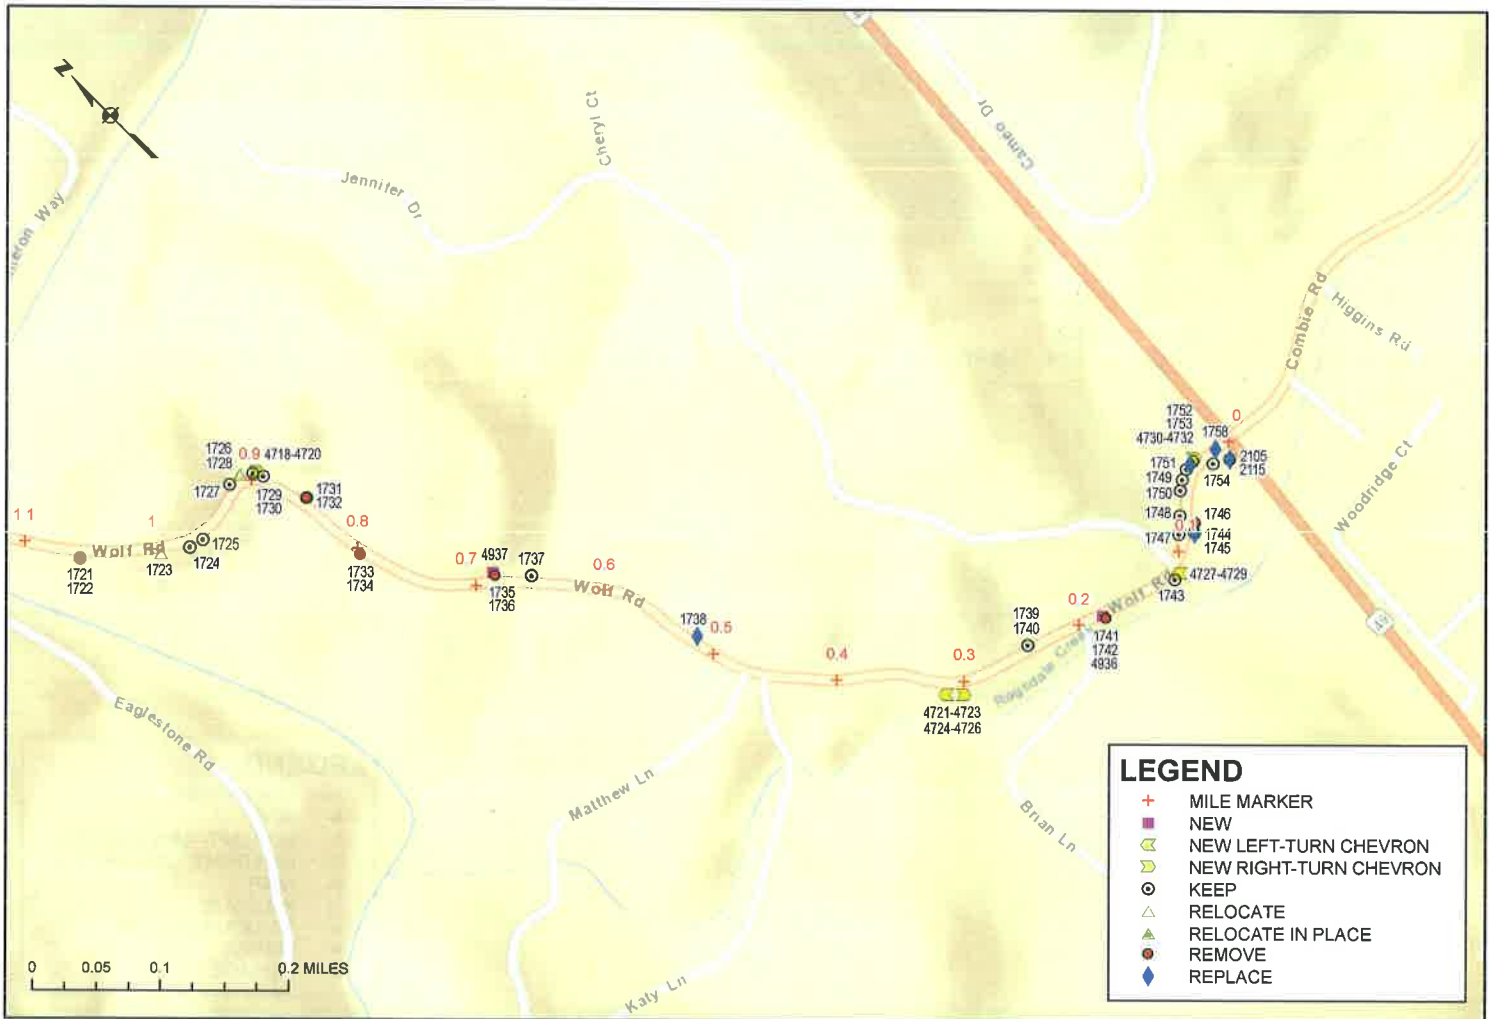 N
Cheryl Ct
Jennifer Dr
Cameo Dr
Combie Rd
Higgins Rd
Woodridge Ct
1726
1728
0.9
4718-4720
1727
1729
1730
1731
1732
0.8
1 1
1
Wolf Rd
1725
1724
1723
1721
1722
1733
1734
0.7
4937
1737
0.6
1735
1736
Wolf Rd
1738
0.5
0.4
0.3
4721-4723
4724-4726
1739
1740
0.2
1741
1742
4936
Wolf Rd
1752
1753
4730-4732
1758
0
1751
1749
1750
1754
2105
2115
1748
1746
1747
0.1
1744
1745
4727-4729
1743
49
Ragsdale Creek
Eaglestone Rd
Matthew Ln
Katy Ln
Brian Ln
Way
0 0.05 0.1 0.2 MILES
LEGEND
MILE MARKER
NEW
NEW LEFT-TURN CHEVRON
NEW RIGHT-TURN CHEVRON
KEEP
RELOCATE
RELOCATE IN PLACE
REMOVE
REPLACE